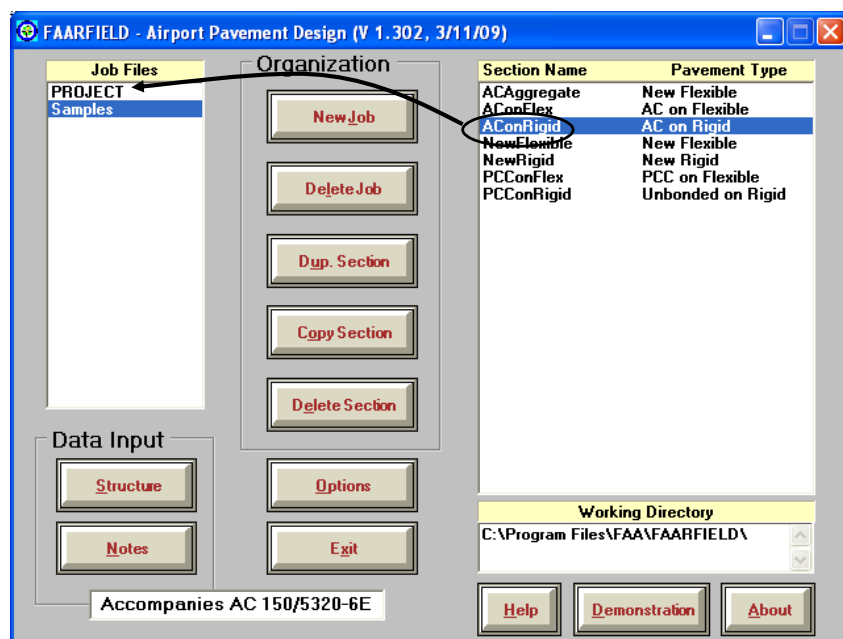 FAARFIELD - Airport Pavement Design (V 1.302, 3/11/09)
Job Files
PROJECT
Samples
Organization
New Job
Delete Job
Dup. Section
Copy Section
Delete Section
Section Name Pavement Type
ACAggregate New Flexible
AConFlex AC on Flexible
AConRigid AC on Rigid
NewFlexible New Flexible
NewRigid New Rigid
PCConFlex PCC on Flexible
PCConRigid Unbonded on Rigid
Data Input
Structure
Notes
Options
Exit
Working Directory
C:\Program Files\FAA\FAARFIELD\
Accompanies AC 150/5320-6E
Help
Demonstration
About